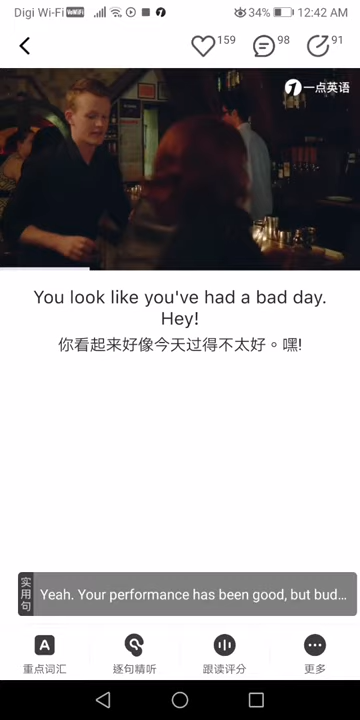 Digi Wi-Fi VoWiFi 34% 12:42 AM
159 98 91
一点英语
You look like you've had a bad day.
Hey!
你看起来好像今天过得不太好。嘿!
实用句
Yeah. Your performance has been good, but bud...
A
重点词汇 逐句精听 跟读评分 更多